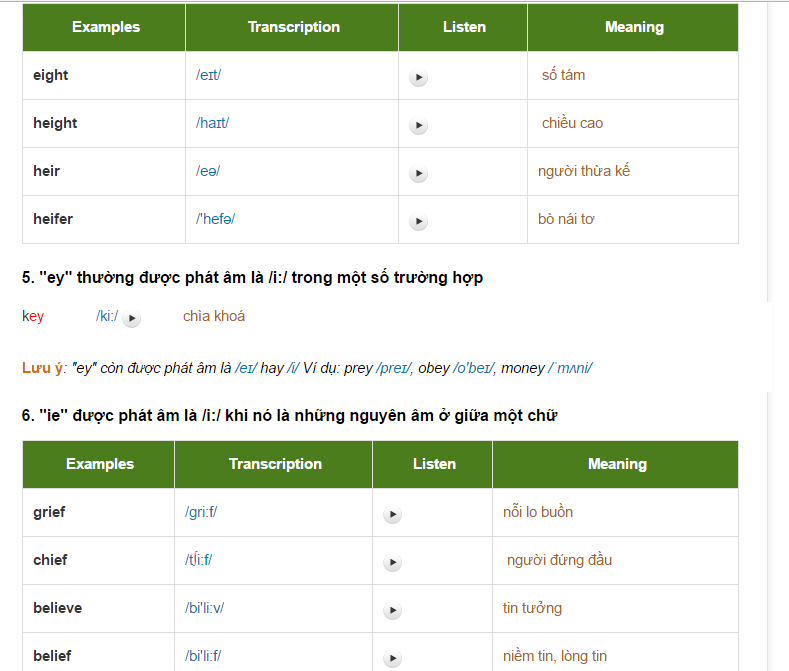 Examples Transcription Listen Meaning
eight /eɪt/ số tám
height /haɪt/ chiều cao
heir /eə/ người thừa kế
heifer /'hefə/ bò nái tơ
5. "ey" thường được phát âm là /i:/ trong một số trường hợp
key /ki:/ chìa khoá
Lưu ý: "ey" còn được phát âm là /eɪ/ hay /i/ Ví dụ: prey /preɪ/, obey /o'beɪ/, money /ˈmʌni/
6. "ie" được phát âm là /i:/ khi nó là những nguyên âm ở giữa một chữ
Examples Transcription Listen Meaning
grief /gri:f/ nỗi lo buồn
chief /tʃi:f/ người đứng đầu
believe /bi'li:v/ tin tưởng
belief /bi'li:f/ niềm tin, lòng tin